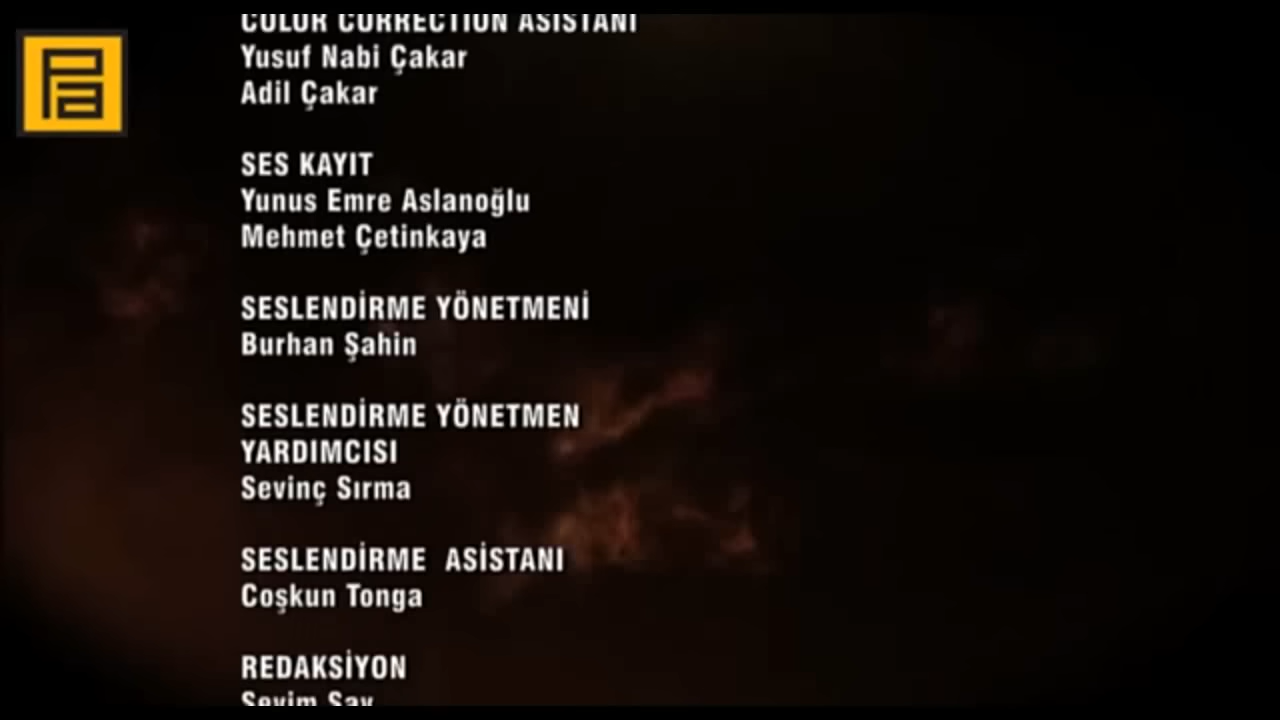 COLOR CORRECTION ASİSTANI
Yusuf Nabi Çakar
Adil Çakar
SES KAYIT
Yunus Emre Aslanoğlu
Mehmet Çetinkaya
SESLENDİRME YÖNETMENİ
Burhan Şahin
SESLENDİRME YÖNETMEN
YARDIMCISI
Sevinç Sırma
SESLENDİRME ASİSTANI
Coşkun Tonga
REDAKSİYON
Sevim